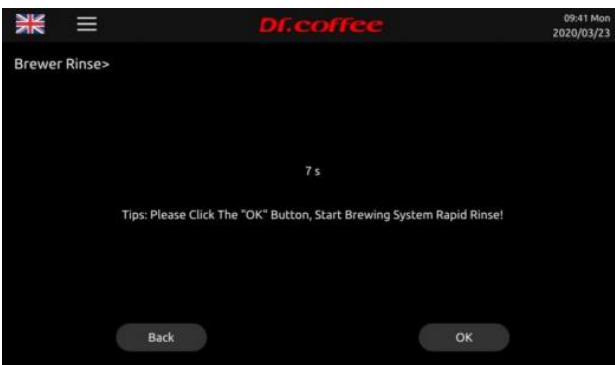 Dr.coffee
09:41 Mon
2020/03/23
Brewer Rinse>
7 s
Tips: Please Click The "OK" Button, Start Brewing System Rapid Rinse!
Back
OK